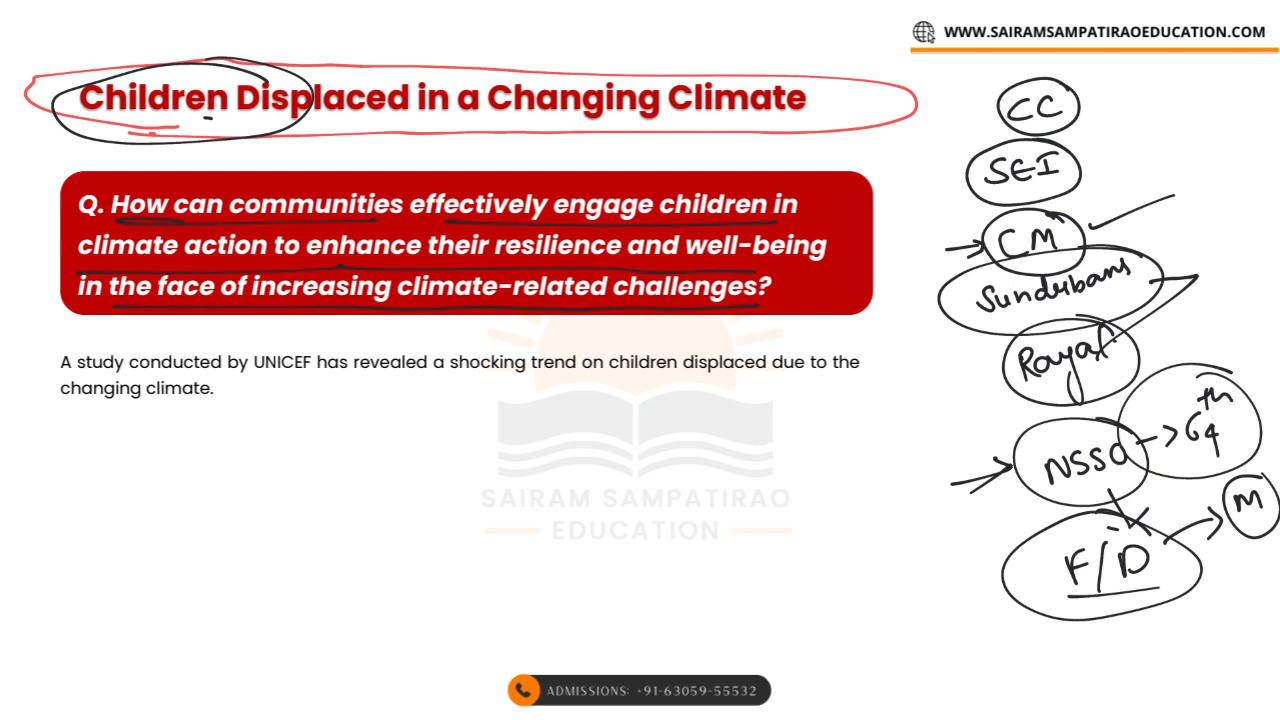 WWW.SAIRAMSAMPATIRAOEDUCATION.COM
Children Displaced in a Changing Climate
Q. How can communities effectively engage children in
climate action to enhance their resilience and well-being
in the face of increasing climate-related challenges?
A study conducted by UNICEF has revealed a shocking trend on children displaced due to the
changing climate.
SAIRAM SAMPATIRAO
EDUCATION
CC
SEI
CM
Sundarbans
NSSO
64th
F/D
M
ADMISSIONS: +91-63059-55532